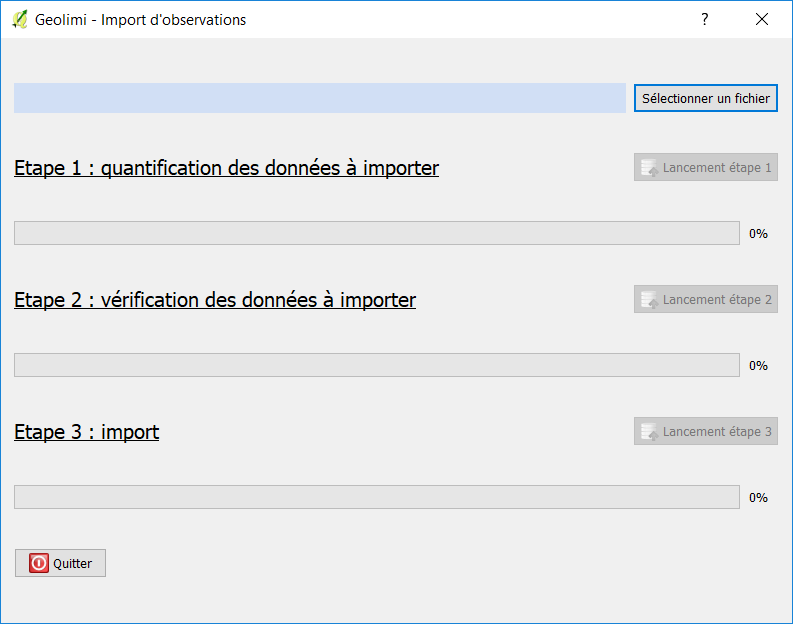 Geolimi - Import d'observations
?
Sélectionner un fichier
Etape 1 : quantification des données à importer
Lancement étape 1
0%
Etape 2 : vérification des données à importer
Lancement étape 2
0%
Etape 3 : import
Lancement étape 3
0%
Quitter